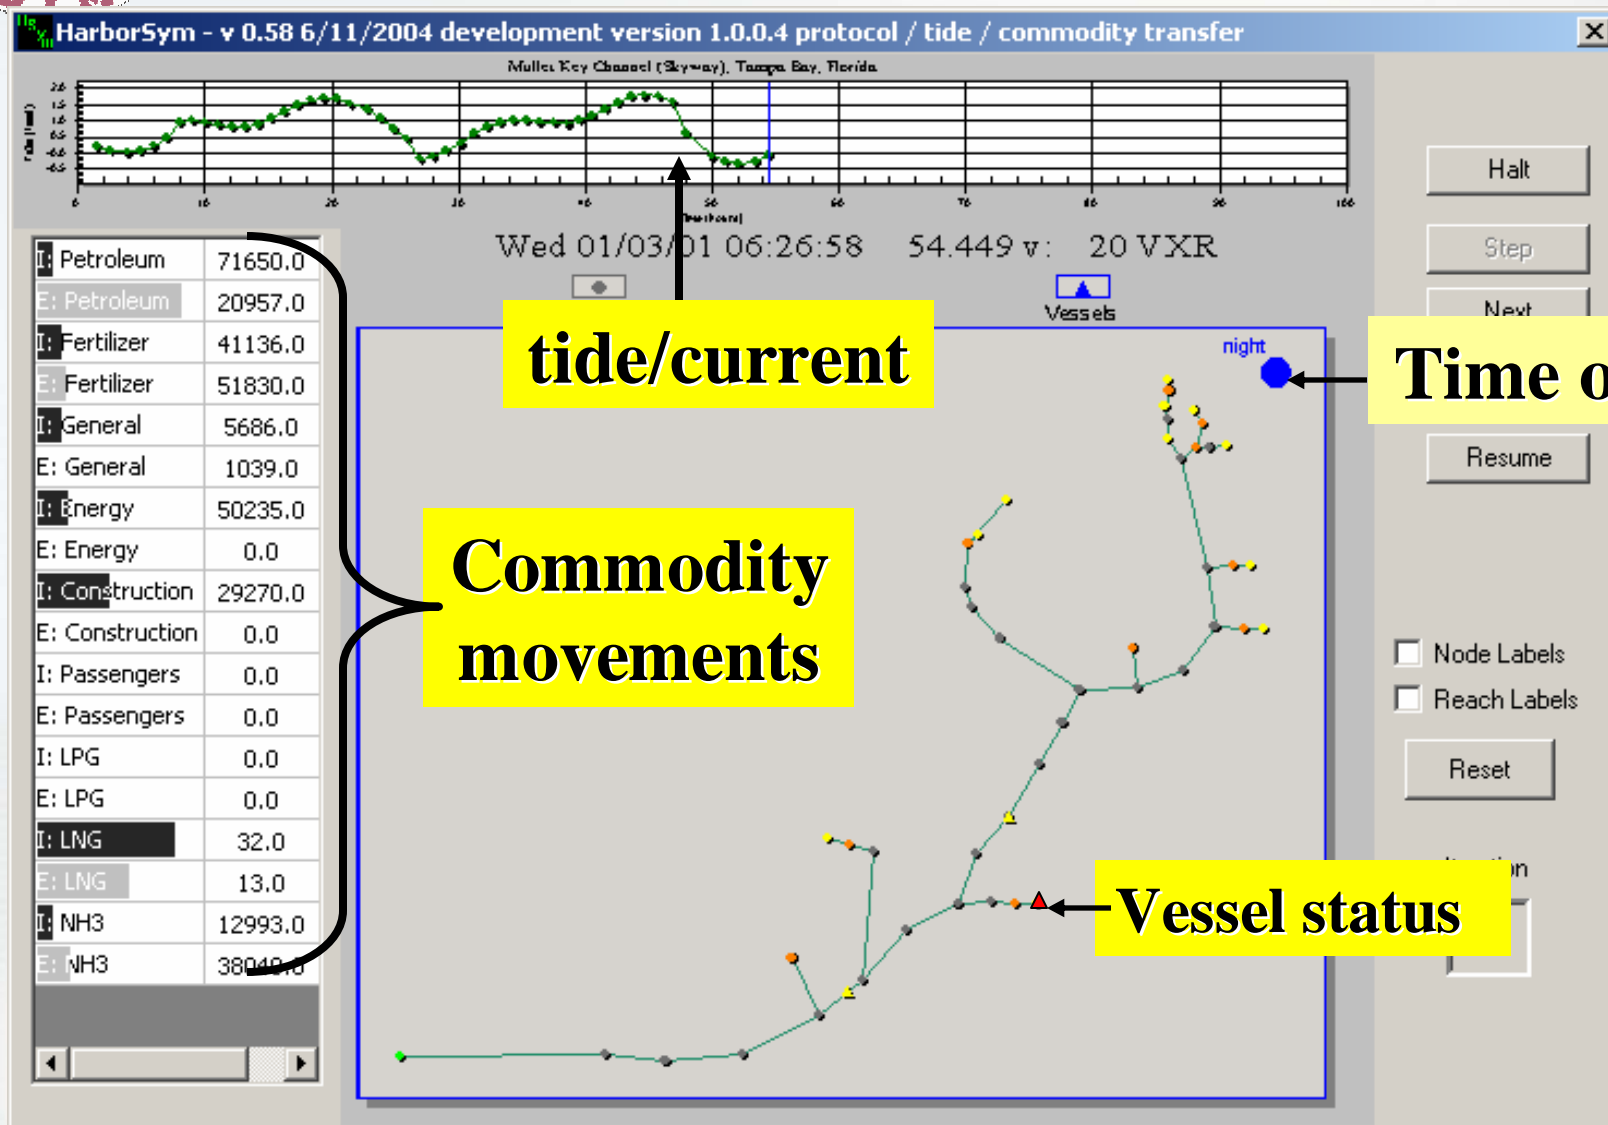 HarborSym - v 0.58 6/11/2004 development version 1.0.0.4 protocol / tide / commodity transfer
Wed 01/03/01 06:26:58 54.449 v: 20 VXR
Vessels
Halt
Step
Next
Resume
Node Labels
Reach Labels
Reset
night
tide/current
Time o
Commodity
movements
Vessel status
I: Petroleum 71650.0
E: Petroleum 20957.0
I: Fertilizer 41136.0
E: Fertilizer 51830.0
I: General 5686.0
E: General 1039.0
I: Energy 50235.0
E: Energy 0.0
I: Construction 29270.0
E: Construction 0.0
I: Passengers 0.0
E: Passengers 0.0
I: LPG 0.0
E: LPG 0.0
I: LNG 32.0
E: LNG 13.0
I: NH3 12993.0
E: NH3 38040.0